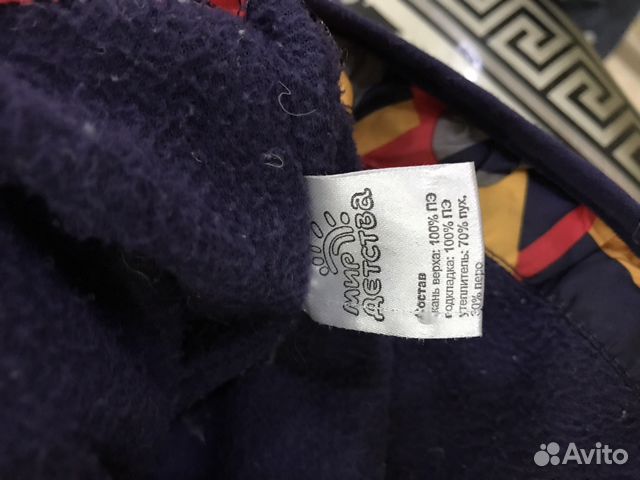 мир
детства
Состав
ткань верха: 100% ПЭ
подкладка: 100% ПЭ
утеплитель: 70% пух,
30% перо
Avito